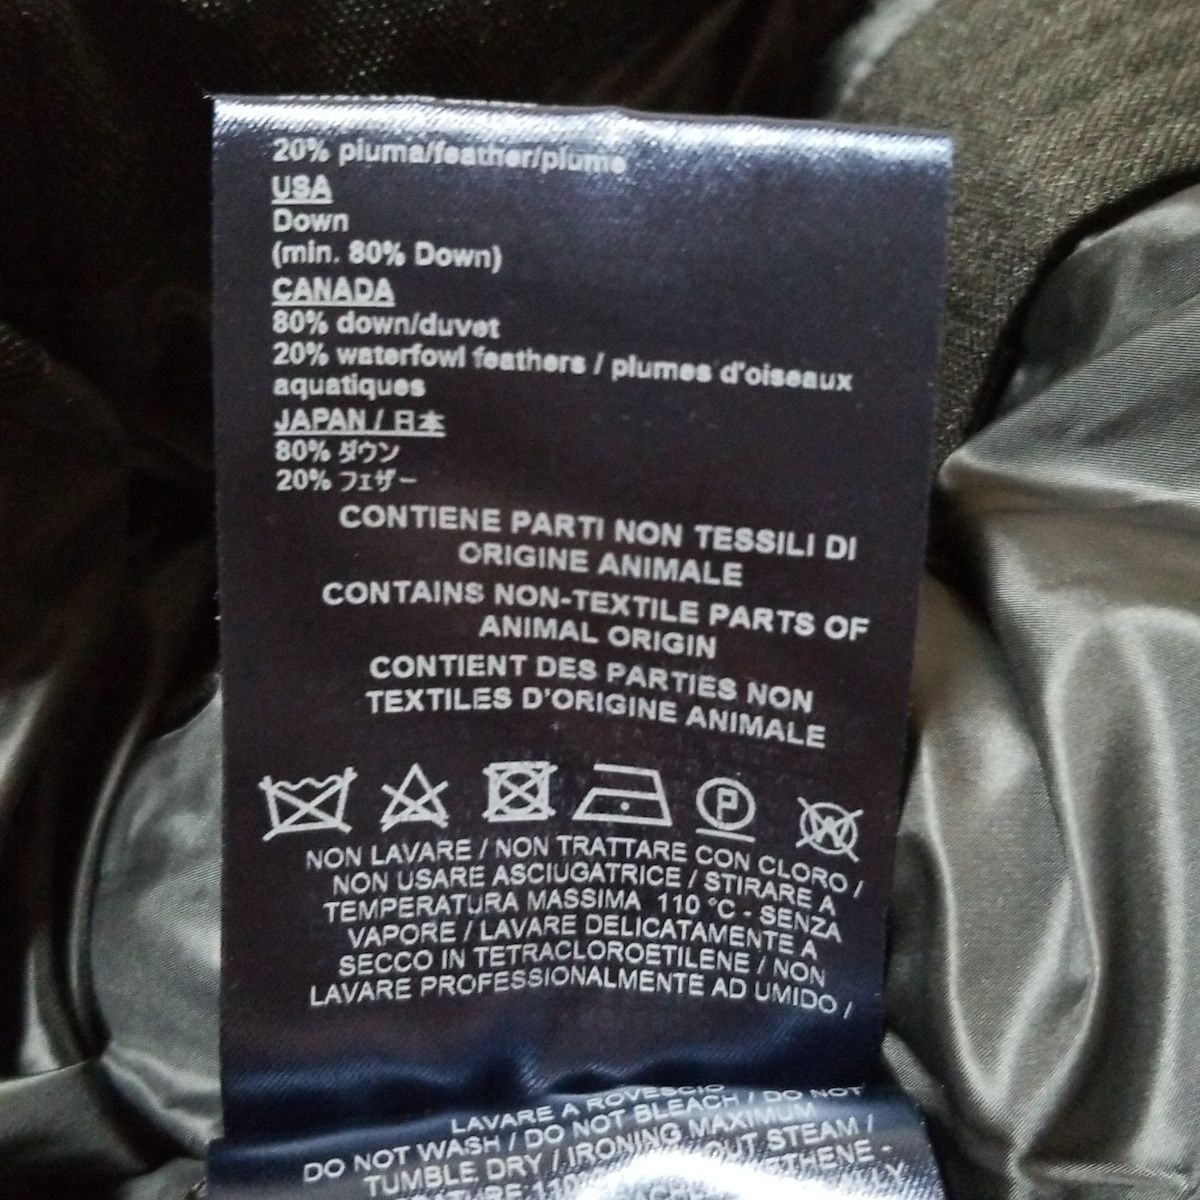 20% piuma/feather/plume
USA
Down
(min. 80% Down)
CANADA
80% down/duvet
20% waterfowl feathers / plumes d'oiseaux
aquatiques
JAPAN / 日本
80% ダウン
20% フェザー
CONTIENE PARTI NON TESSILI DI
ORIGINE ANIMALE
CONTAINS NON-TEXTILE PARTS OF
ANIMAL ORIGIN
CONTIENT DES PARTIES NON
TEXTILES D'ORIGINE ANIMALE
P
W
NON LAVARE / NON TRATTARE CON CLORO /
NON USARE ASCIUGATRICE / STIRARE A
TEMPERATURA MASSIMA 110 °C - SENZA
VAPORE / LAVARE DELICATAMENTE A
SECCO IN TETRACLOROETILENE / NON
LAVARE PROFESSIONALMENTE AD UMIDO /
LAVARE A ROVESCIO
DO NOT WASH / DO NOT BLEACH / DO NOT
TUMBLE DRY / IRONING MAXIMUM
STEAM /